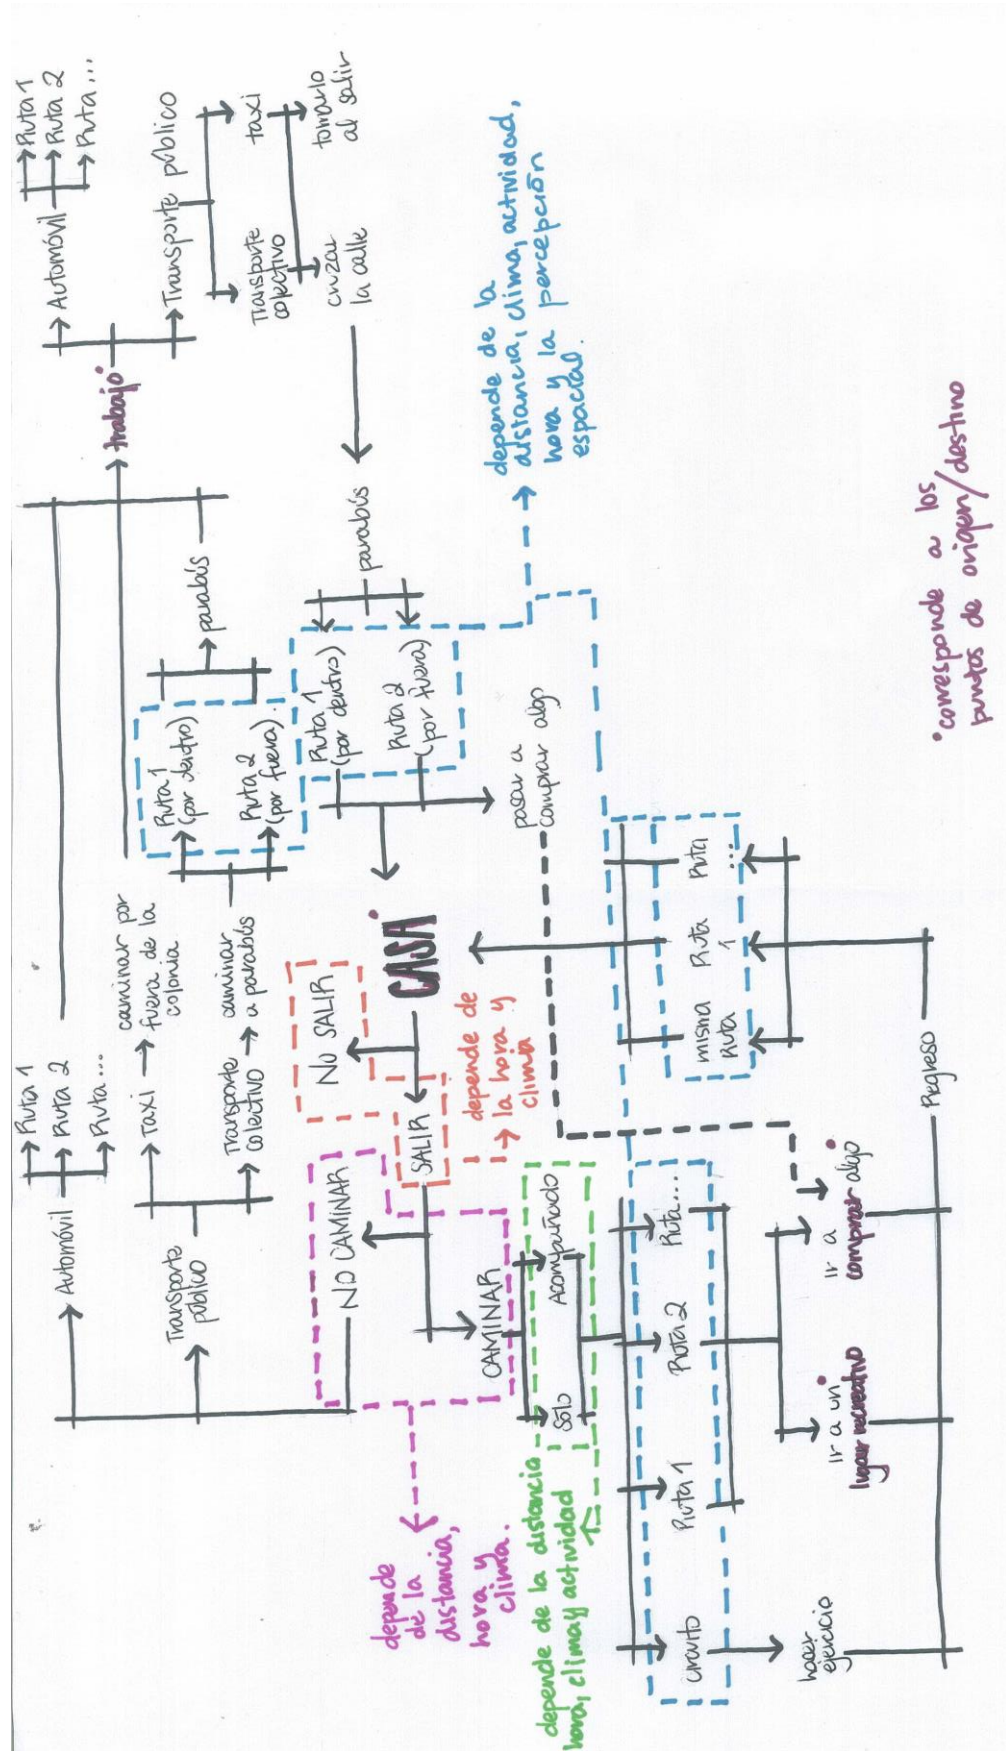 Automóvil
Ruta 1
Ruta 2
Ruta...
Transporte
público
Taxi
caminar por
fuera de la
colonia
Transporte
colectivo
caminar
a parabús
Ruta 1
(por dentro)
Ruta 2
(por fuera).
parabús
trabajo*
Automóvil
Ruta 1
Ruta 2
Ruta...
Transporte público
Transporte
colectivo
taxi
cruzar
la calle
tomarlo
al salir
parabús
Ruta 1
(por dentro)
Ruta 2
(por fuera)
pasar a
comprar algo
depende de la
distancia, clima, actividad,
hora y la percepción
espacial.
NO CAMINAR
NO SALIR
SALIR
CASA*
depende de
la hora y
clima
depende
de la
distancia,
hora y
clima.
CAMINAR
Solo
Acompañado
depende de la distancia
hora, clima y actividad
circuito
Ruta 1
Ruta 2
Ruta....
misma
ruta
Ruta
1
Ruta
...
hacer
ejercicio
ir a un*
lugar recreativo
ir a
comprar algo*
Regreso
*corresponde a los
puntos de origen/destino